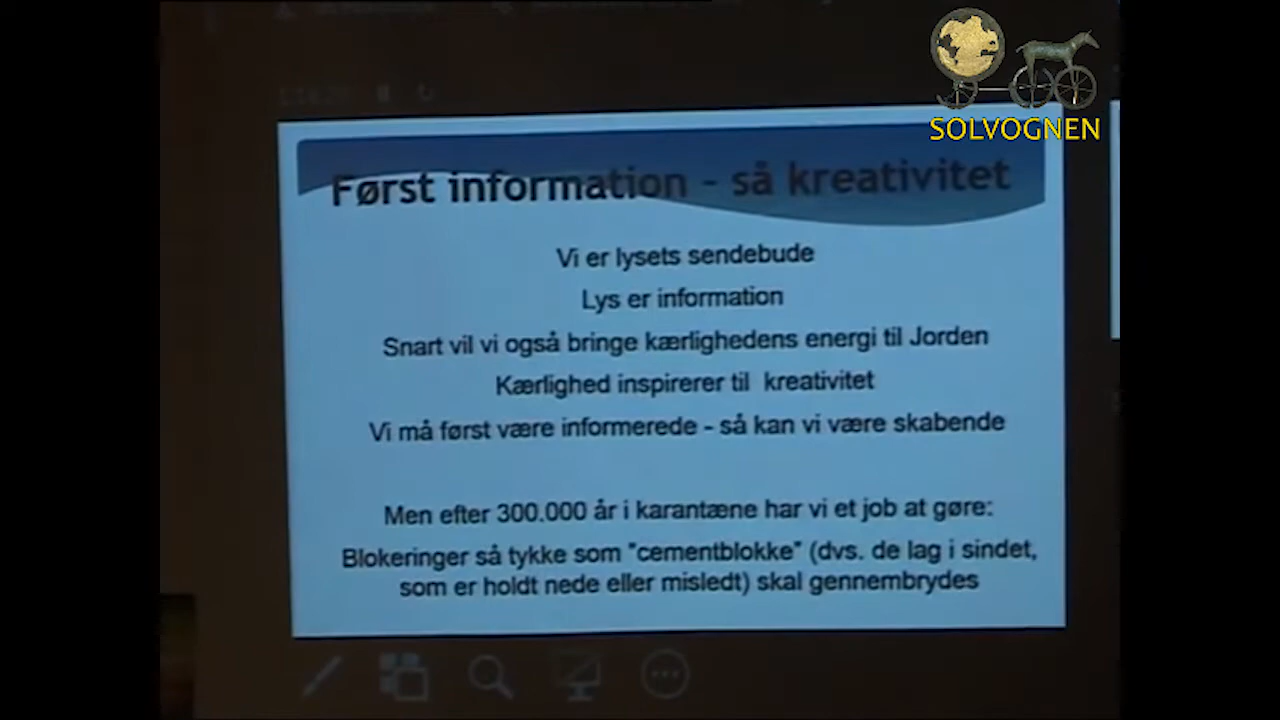 SOLVOGNEN
Først information - så kreativitet
Vi er lysets sendebude
Lys er information
Snart vil vi også bringe kærlighedens energi til Jorden
Kærlighed inspirerer til kreativitet
Vi må først være informerede - så kan vi være skabende
Men efter 300.000 år i karantæne har vi et job at gøre:
Blokeringer så tykke som "cementblokke" (dvs. de lag i sindet,
som er holdt nede eller misledt) skal gennembrydes